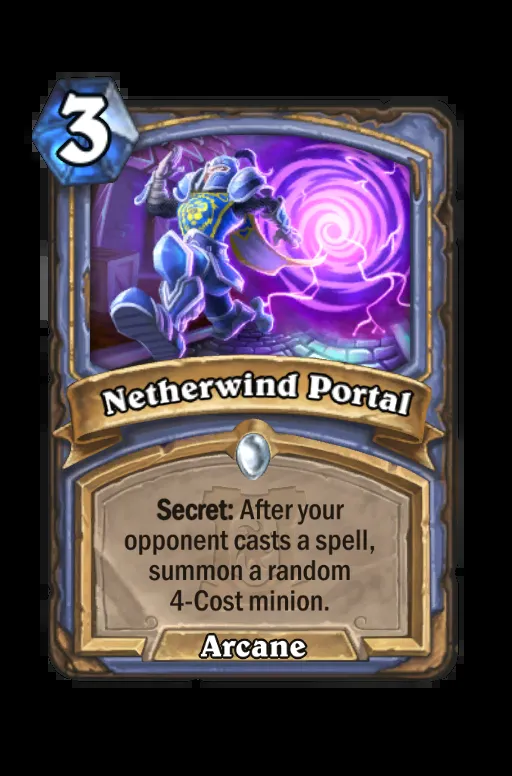 3
Netherwind Portal
Secret: After your
opponent casts a spell,
summon a random
4-Cost minion.
Arcane